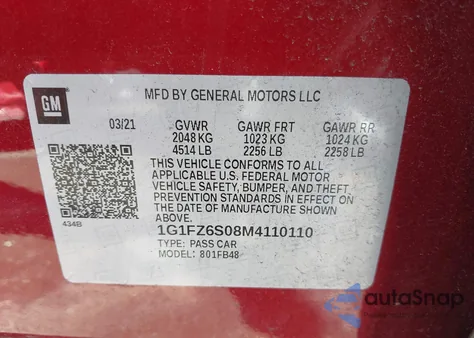 GM
MFD BY GENERAL MOTORS LLC
03/21 GVWR GAWR FRT GAWR RR
2048 KG 1023 KG 1024 KG
4514 LB 2256 LB 2258 LB
THIS VEHICLE CONFORMS TO ALL
APPLICABLE U.S. FEDERAL MOTOR
VEHICLE SAFETY, BUMPER, AND THEFT
PREVENTION STANDARDS IN EFFECT ON
THE DATE OF MANUFACTURE SHOWN
ABOVE.
434B
1G1FZ6S08M4110110
TYPE: PASS CAR
MODEL: 801FB48
autoSnap